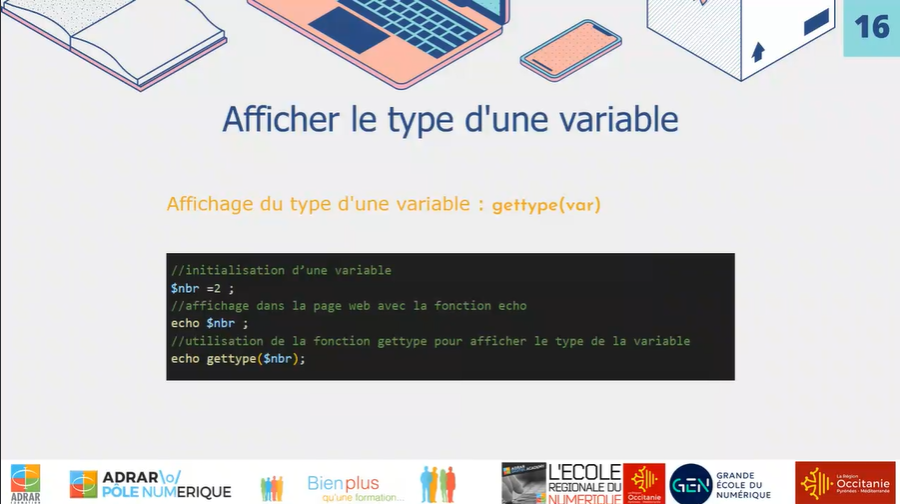 16
Afficher le type d'une variable
Affichage du type d'une variable : gettype(var)
//initialisation d’une variable
$nbr =2 ;
//affichage dans la page web avec la fonction echo
echo $nbr ;
//utilisation de la fonction gettype pour afficher le type de la variable
echo gettype($nbr);
ADRAR
ADRAR\o/
PÔLE NUMERIQUE
Bienplus
qu'une formation...
L'ECOLE
REGIONALE DU
NUMERIQUE
Occitanie
GEN
GRANDE
ÉCOLE DU
NUMÉRIQUE
La Région
Occitanie
Pyrénées - Méditerranée